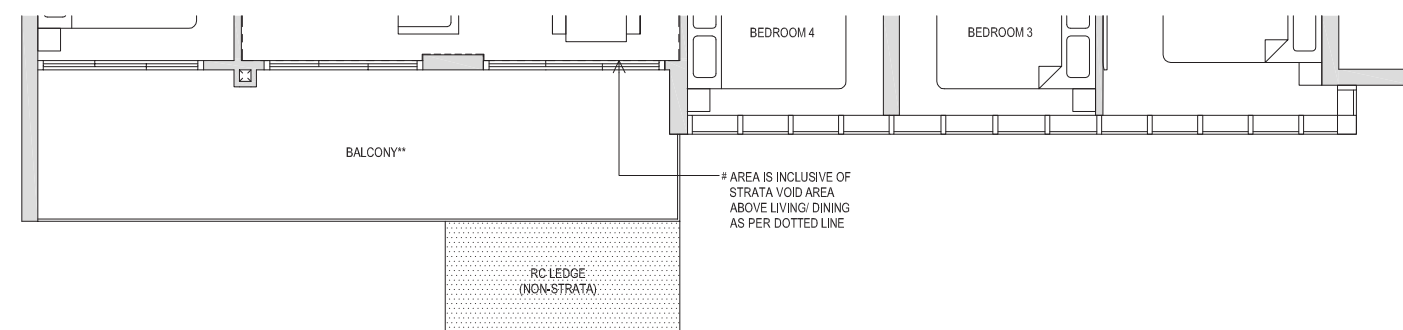 BEDROOM 4
BEDROOM 3
BALCONY**
# AREA IS INCLUSIVE OF
STRATA VOID AREA
ABOVE LIVING/ DINING
AS PER DOTTED LINE
RC LEDGE
(NON-STRATA)